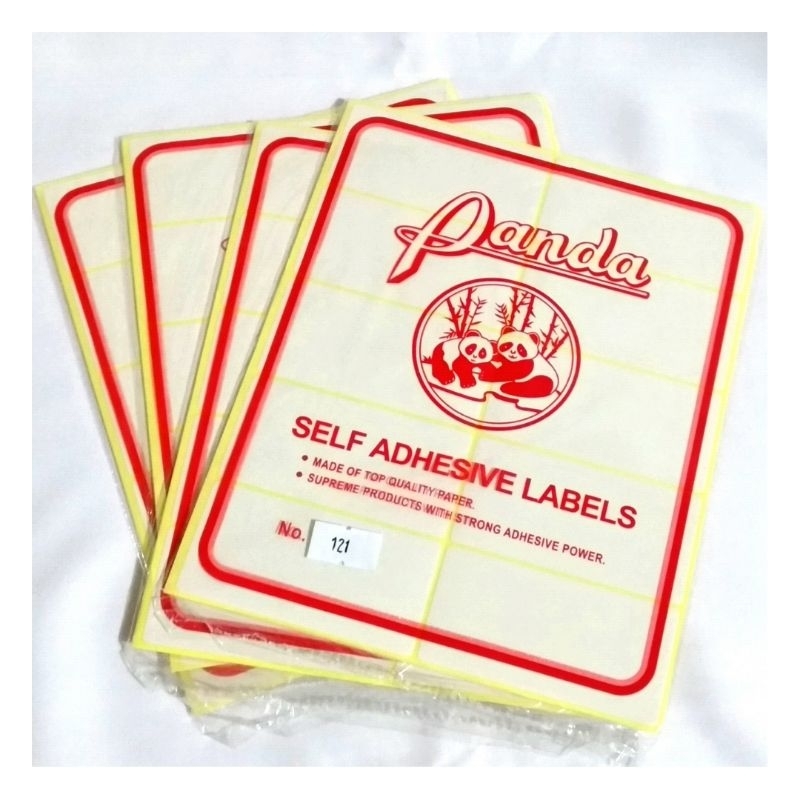 Panda
SELF ADHESIVE LABELS
• MADE OF TOP QUALITY PAPER.
• SUPREME PRODUCTS WITH STRONG ADHESIVE POWER.
No. 121